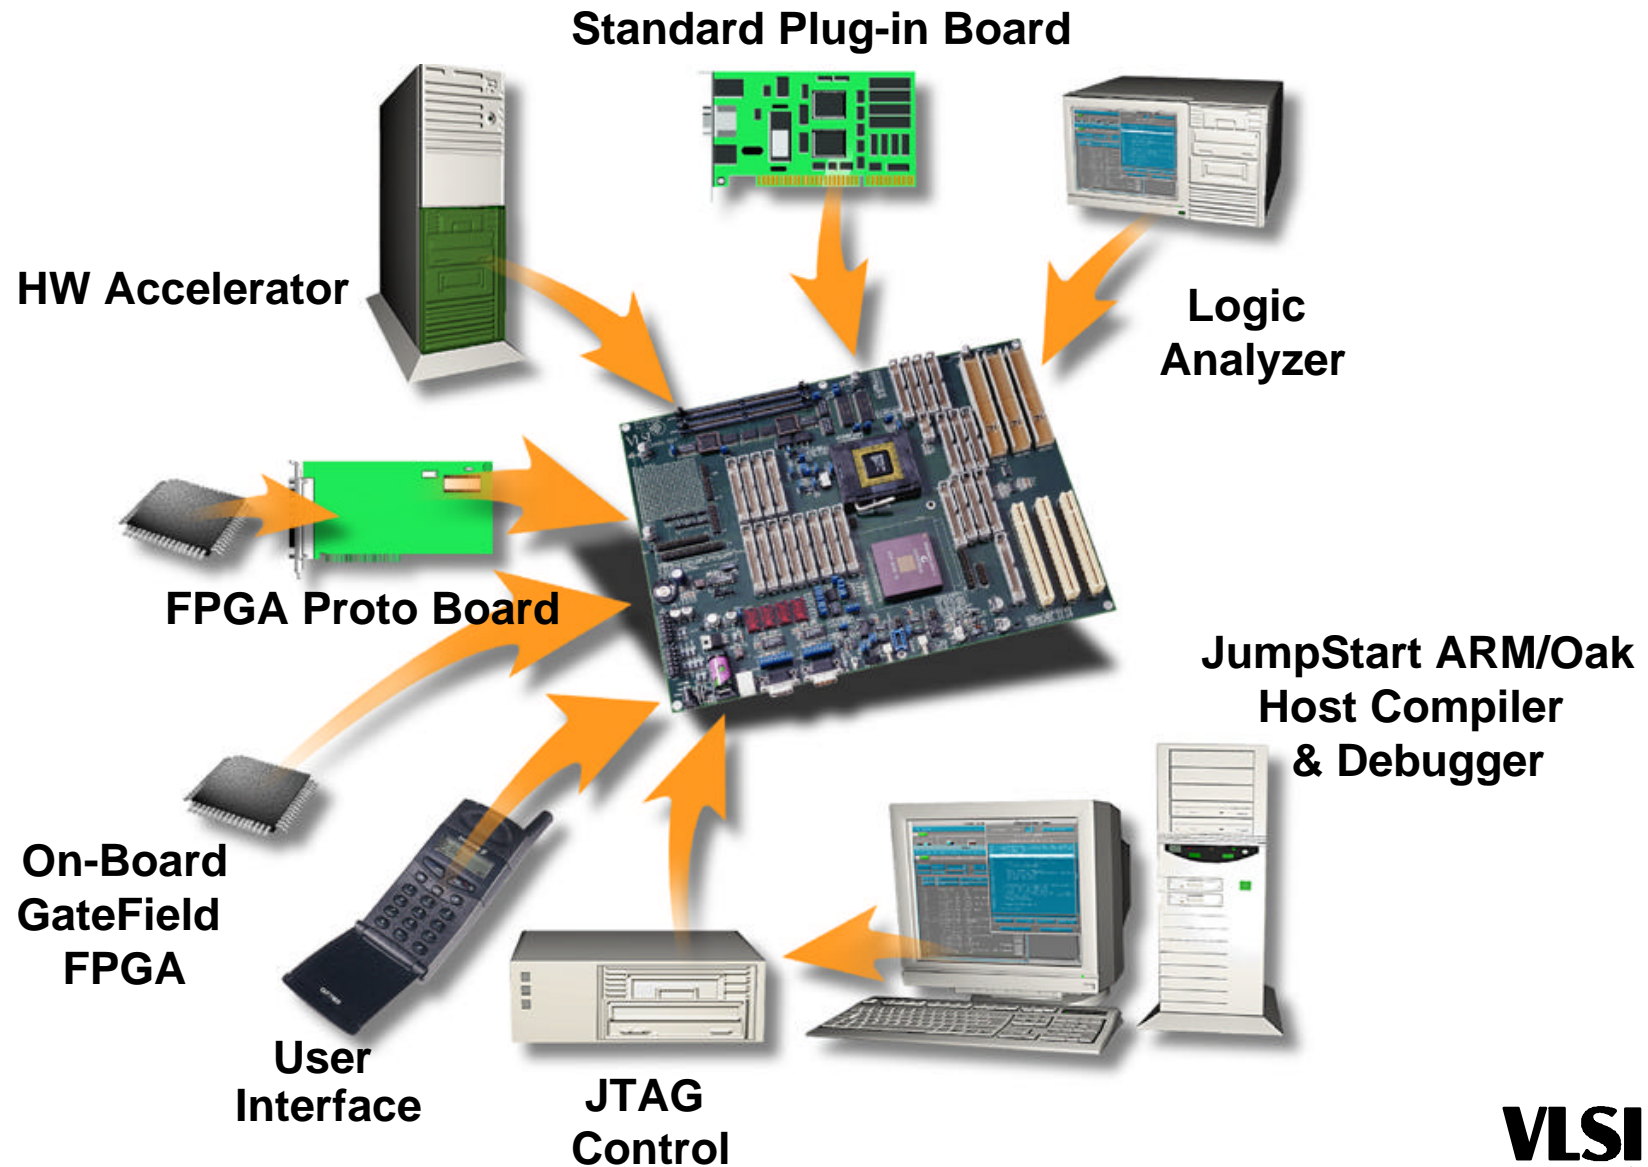 Standard Plug-in Board
HW Accelerator
Logic
Analyzer
FPGA Proto Board
JumpStart ARM/Oak
Host Compiler
& Debugger
On-Board
GateField
FPGA
User
Interface
JTAG
Control
VLSI